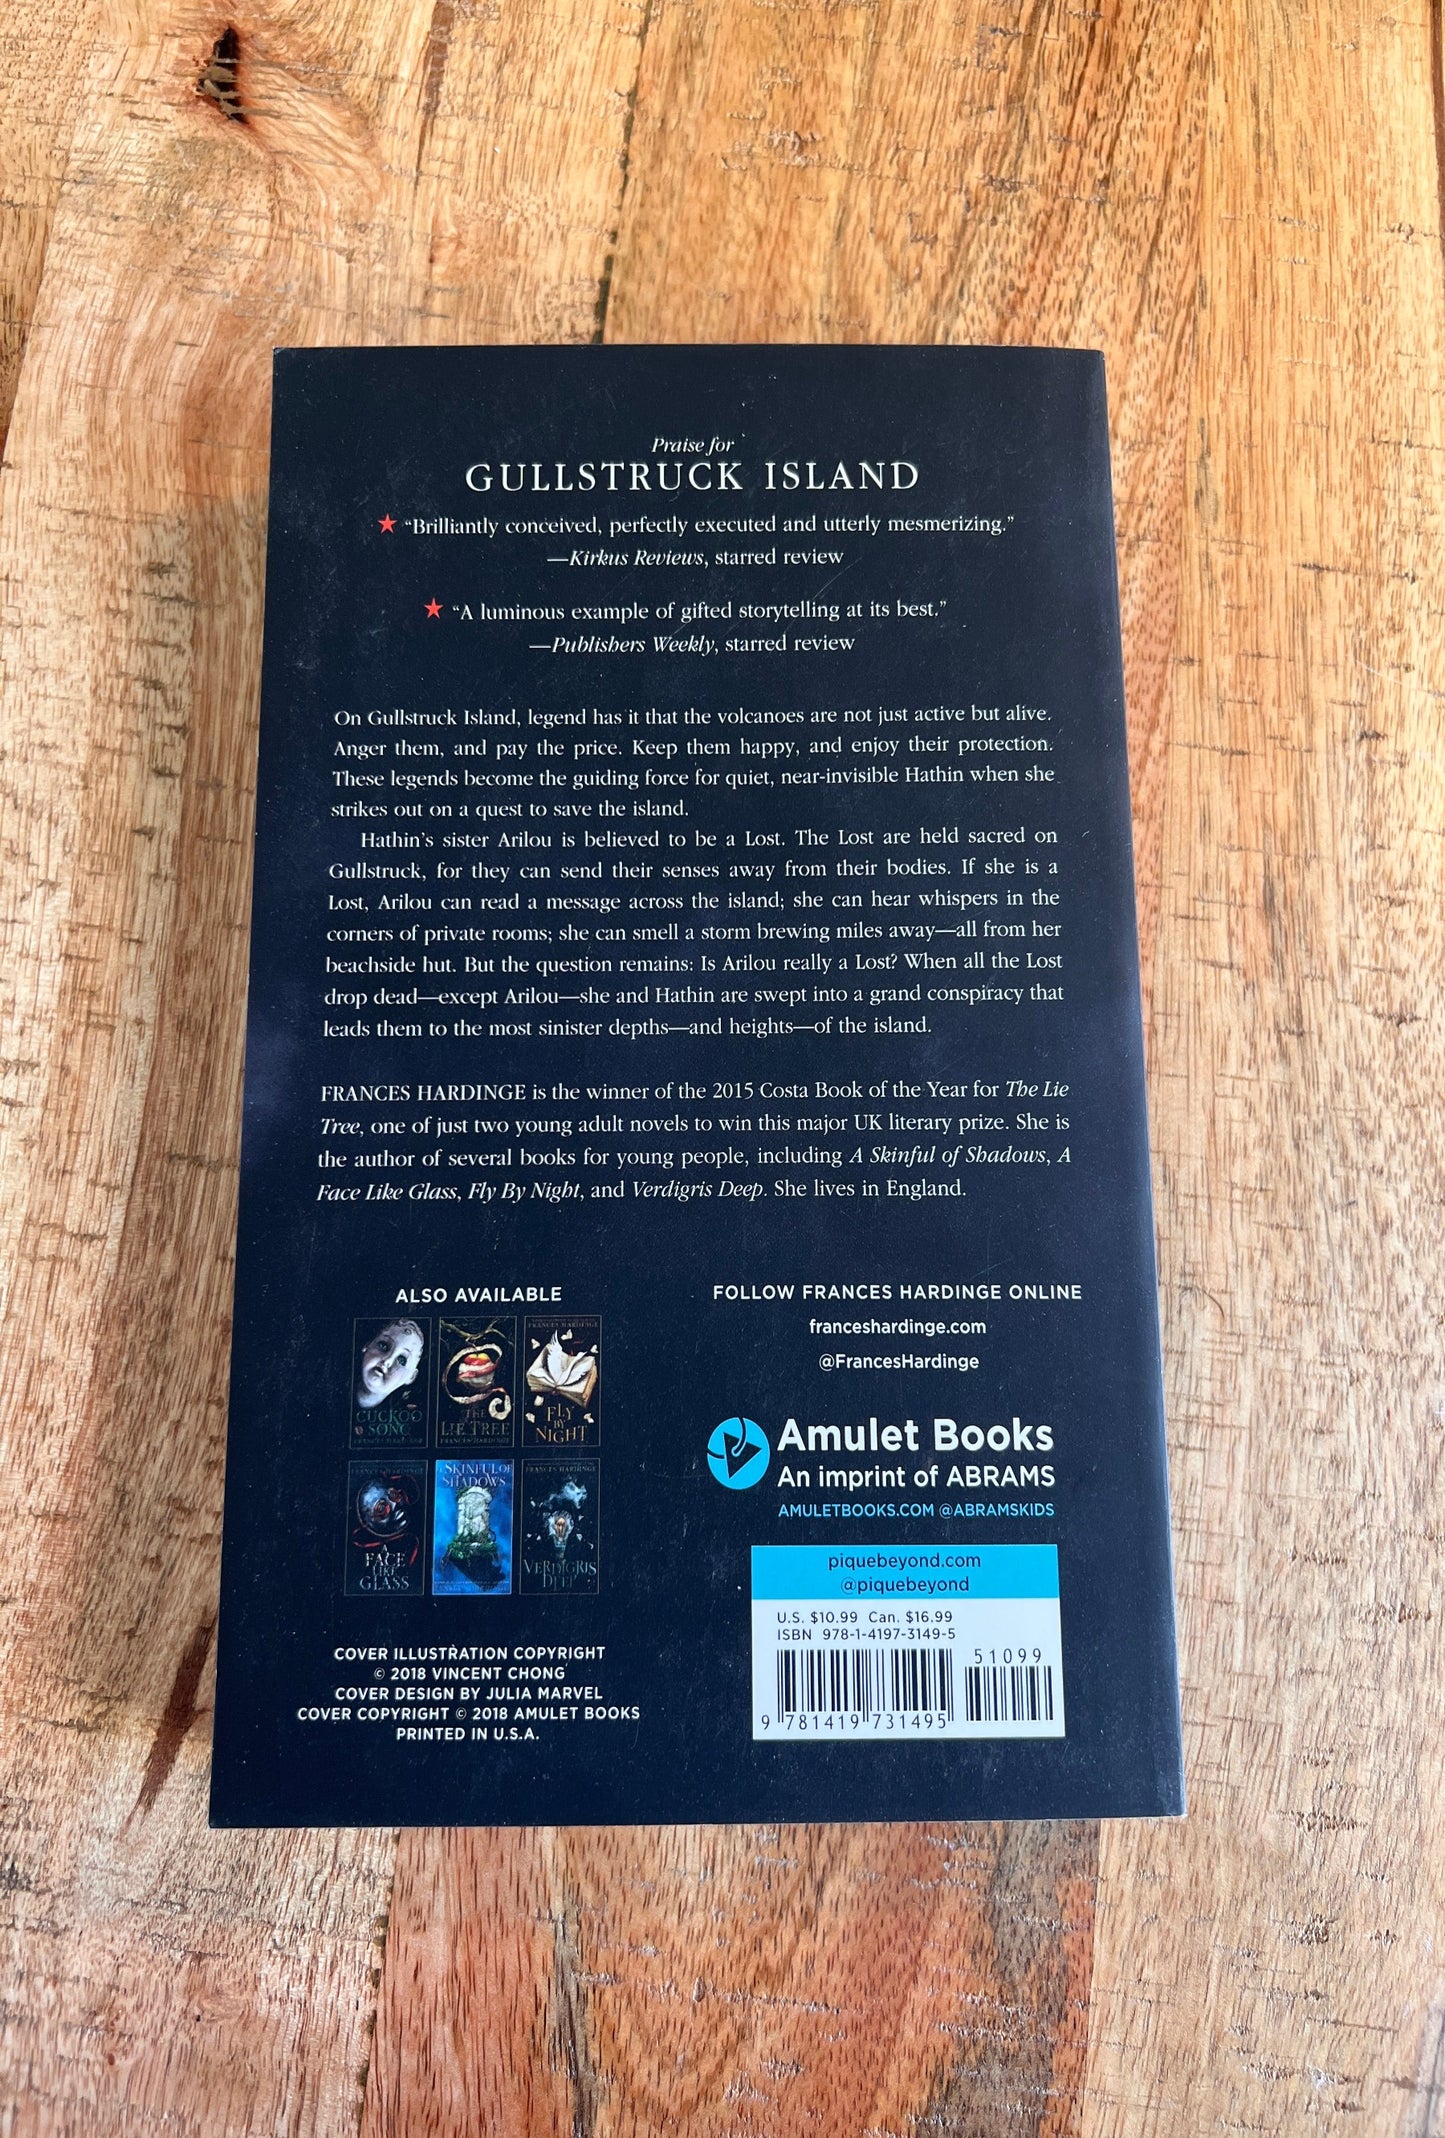 Praise for
GULLSTRUCK ISLAND
★ “Brilliantly conceived, perfectly executed and utterly mesmerizing.”
—Kirkus Reviews, starred review
★ “A luminous example of gifted storytelling at its best.”
—Publishers Weekly, starred review
On Gullstruck Island, legend has it that the volcanoes are not just active but alive.
Anger them, and pay the price. Keep them happy, and enjoy their protection.
These legends become the guiding force for quiet, near-invisible Hathin when she
strikes out on a quest to save the island.
Hathin’s sister Arilou is believed to be a Lost. The Lost are held sacred on
Gullstruck, for they can send their senses away from their bodies. If she is a
Lost, Arilou can read a message across the island; she can hear whispers in the
corners of private rooms; she can smell a storm brewing miles away—all from her
beachside hut. But the question remains: Is Arilou really a Lost? When all the Lost
drop dead—except Arilou—she and Hathin are swept into a grand conspiracy that
leads them to the most sinister depths—and heights—of the island.
FRANCES HARDINGE is the winner of the 2015 Costa Book of the Year for The Lie
Tree, one of just two young adult novels to win this major UK literary prize. She is
the author of several books for young people, including A Skinful of Shadows, A
Face Like Glass, Fly By Night, and Verdigris Deep. She lives in England.
ALSO AVAILABLE
CUCKOO
SONG
FRANCES HARDINGE
THE
LIE TREE
FRANCES HARDINGE
FRANCES HARDINGE
FLY
BY
NIGHT
FRANCES HARDINGE
A
FACE
LIKE
GLASS
A SKINFUL OF
SHADOWS
FRANCES HARDINGE
FRANCES HARDINGE
VERDIGRIS
DEEP
COVER ILLUSTRATION COPYRIGHT
© 2018 VINCENT CHONG
COVER DESIGN BY JULIA MARVEL
COVER COPYRIGHT © 2018 AMULET BOOKS
PRINTED IN U.S.A.
FOLLOW FRANCES HARDINGE ONLINE
franceshardinge.com
@FrancesHardinge
Amulet Books
An imprint of ABRAMS
AMULETBOOKS.COM @ABRAMSKIDS
piquebeyond.com
@piquebeyond
U.S. $10.99 Can. $16.99
ISBN 978-1-4197-3149-5
51099
9 781419 731495